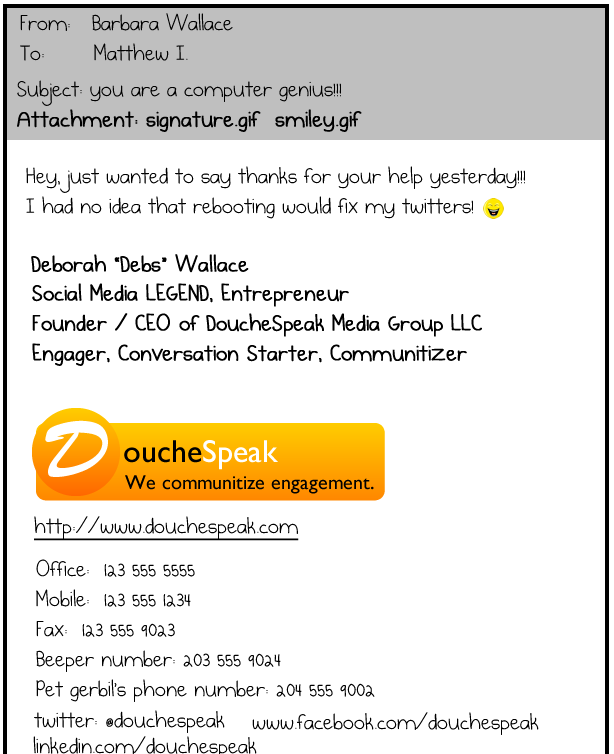 From: Barbara Wallace
To: Matthew I.
Subject: you are a computer genius!!!
Attachment: signature.gif smiley.gif
Hey, just wanted to say thanks for your help yesterday!!!
I had no idea that rebooting would fix my twitters!
Deborah "Debs" Wallace
Social Media LEGEND, Entrepreneur
Founder / CEO of DoucheSpeak Media Group LLC
Engager, Conversation Starter, Communitizer
DoucheSpeak
We communitize engagement.
http://www.douchespeak.com
Office: 123 555 5555
Mobile: 123 555 1234
Fax: 123 555 9023
Beeper number: 203 555 9024
Pet gerbil's phone number: 204 555 9002
twitter: @douchespeak www.facebook.com/douchespeak
linkedin.com/douchespeak